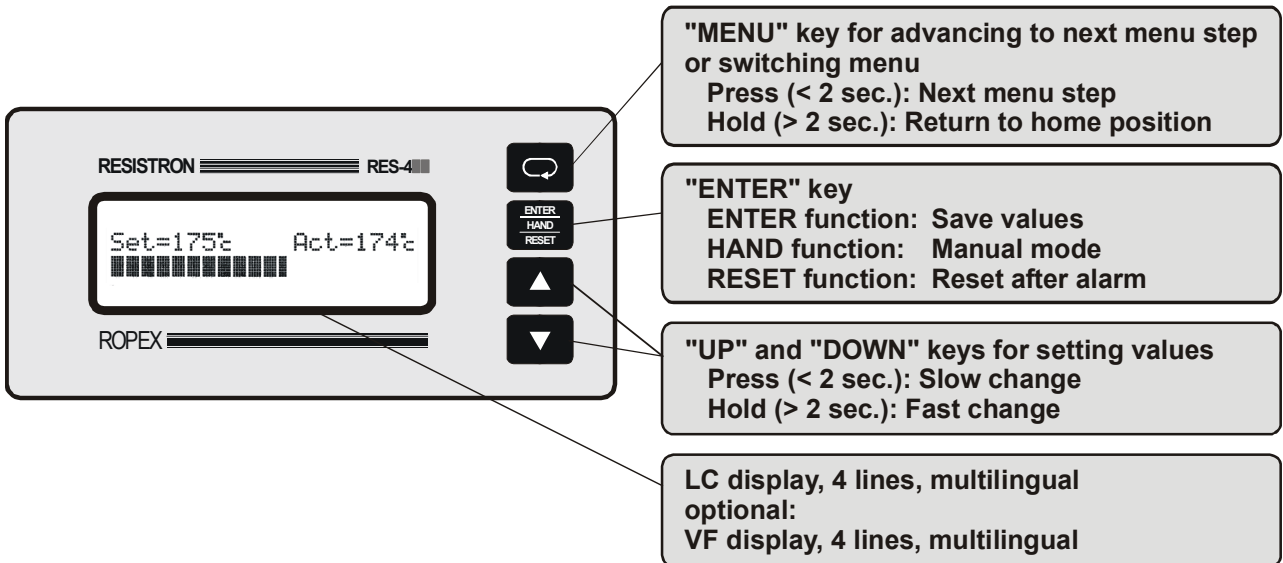 "MENU" key for advancing to next menu step
or switching menu
Press (< 2 sec.): Next menu step
Hold (> 2 sec.): Return to home position
RESISTRON RES-4
Set=175°c Act=174°c
ROPEX
ENTER
HAND
RESET
"ENTER" key
ENTER function: Save values
HAND function: Manual mode
RESET function: Reset after alarm
"UP" and "DOWN" keys for setting values
Press (< 2 sec.): Slow change
Hold (> 2 sec.): Fast change
LC display, 4 lines, multilingual
optional:
VF display, 4 lines, multilingual